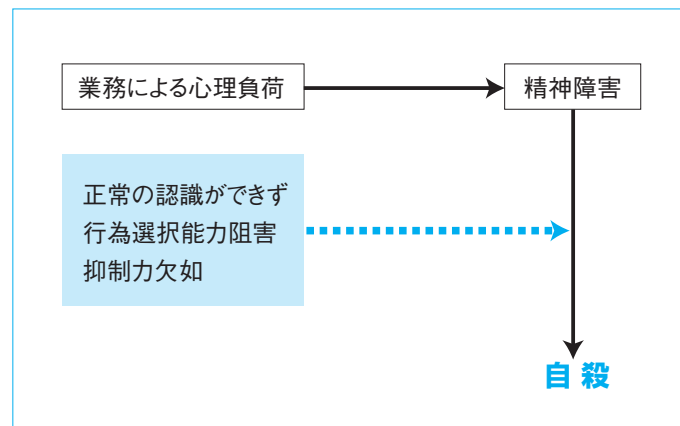 業務による心理負荷
精神障害
正常の認識ができず
行為選択能力阻害
抑制力欠如
自殺